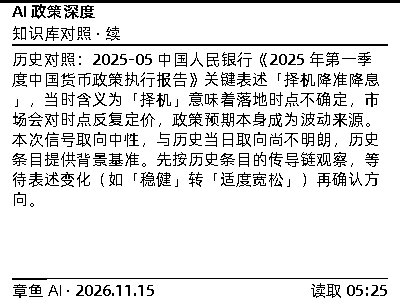 AI 政策深度
知识库对照 · 续
历史对照：2025-05 中国人民银行《2025 年第一季
度中国货币政策执行报告》关键表述「择机降准降息
」，当时含义为「择机」意味着落地时点不确定，市
场会对时点反复定价，政策预期本身成为波动来源。
本次信号取向中性，与历史当日取向尚不明朗，历史
条目提供背景基准。先按历史条目的传导链观察，等
待表述变化（如「稳健」转「适度宽松」）再确认方
向。
章鱼 AI · 2026.11.15
读取 05:25